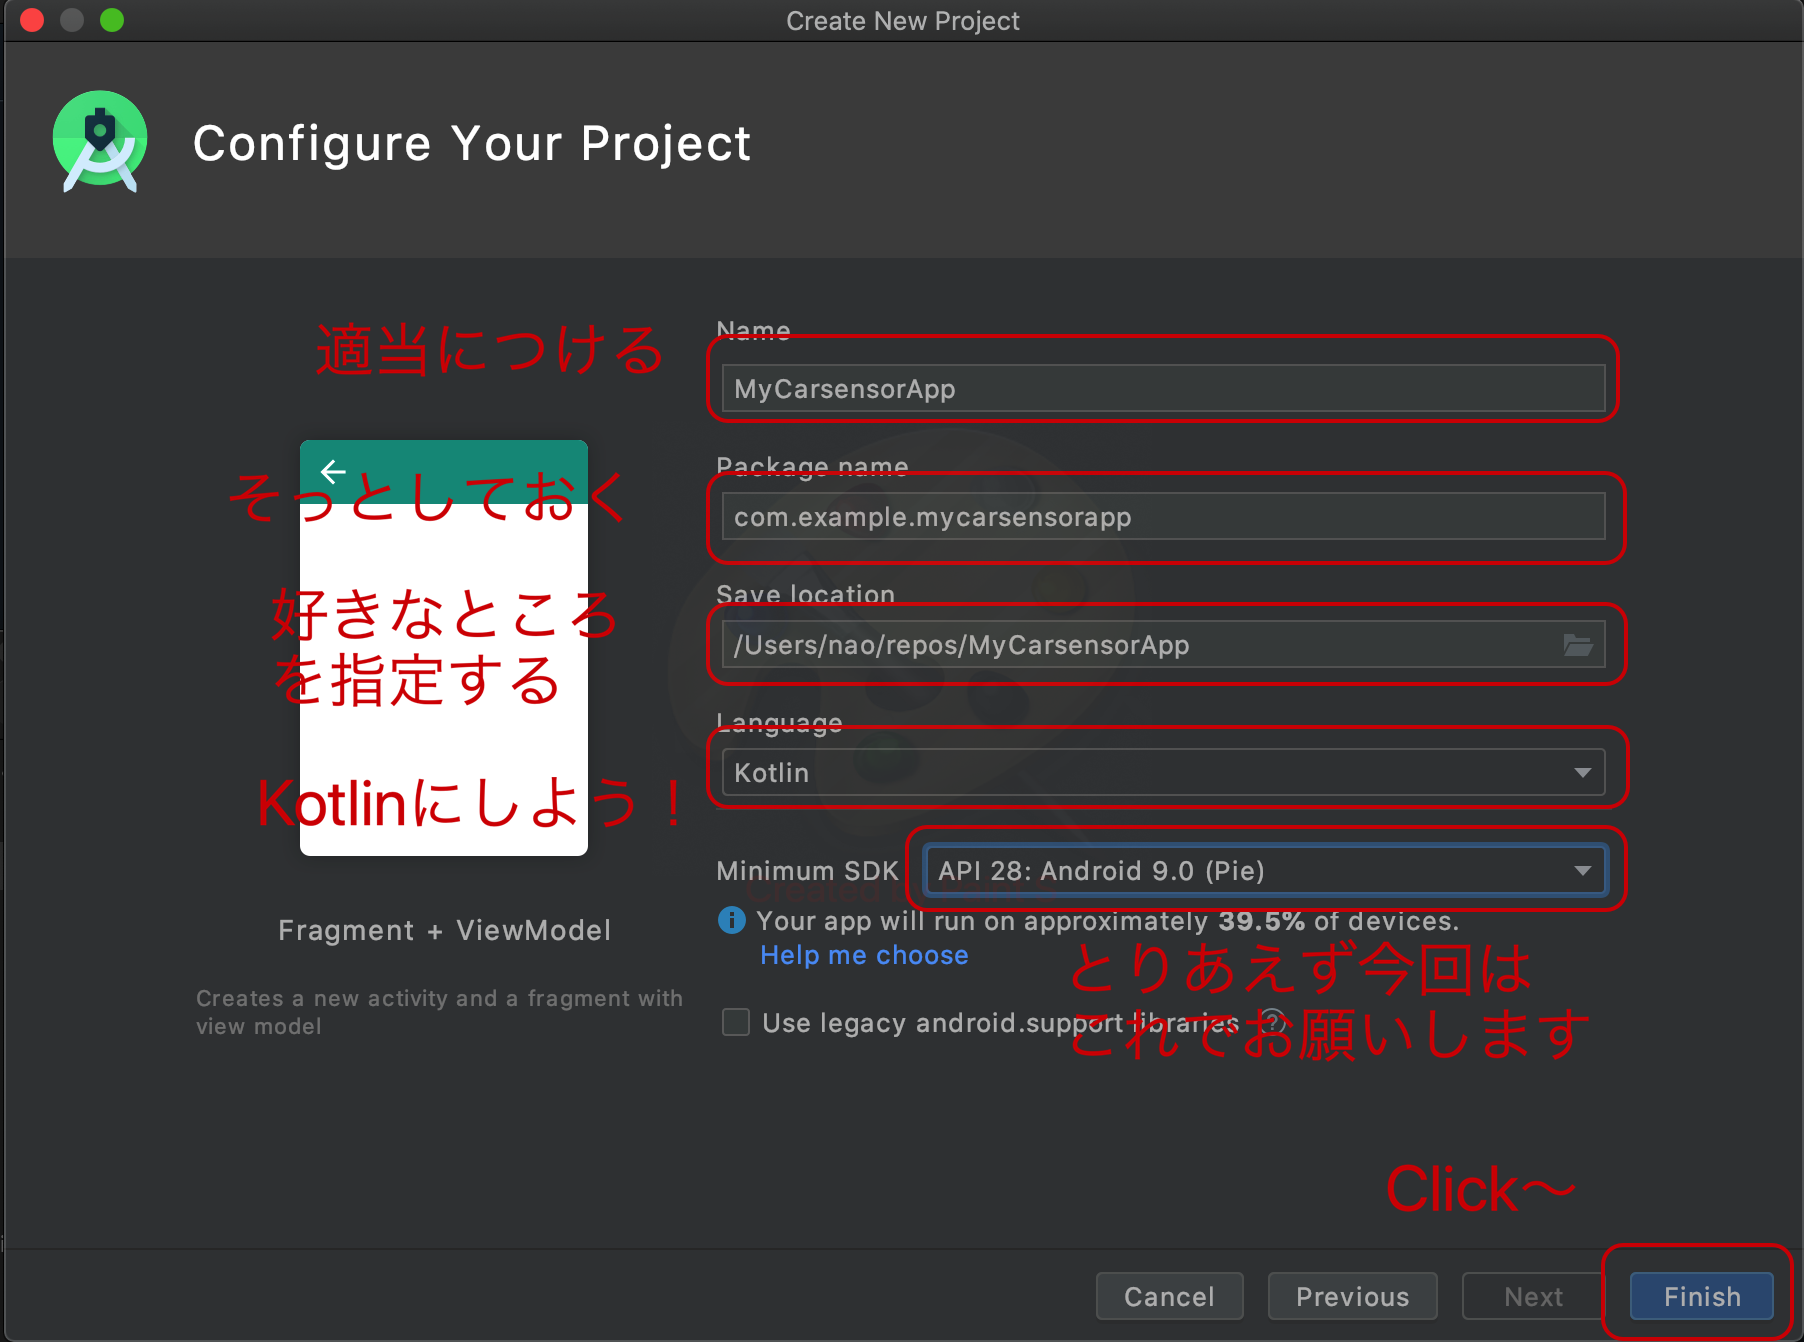 Create New Project
Configure Your Project
Name
適当につける
MyCarsensorApp
Package name
そっとしておく
com.example.mycarsensorapp
Save location
好きなところ
を指定する
/Users/nao/repos/MyCarsensorApp
Language
Kotlin
Kotlinにしよう！
Minimum SDK
API 28: Android 9.0 (Pie)
Your app will run on approximately 39.5% of devices.
Help me choose
とりあえず今回は
これでお願いします
Use legacy android.support libraries
Fragment + ViewModel
Creates a new activity and a fragment with
view model
Click〜
Cancel
Previous
Next
Finish